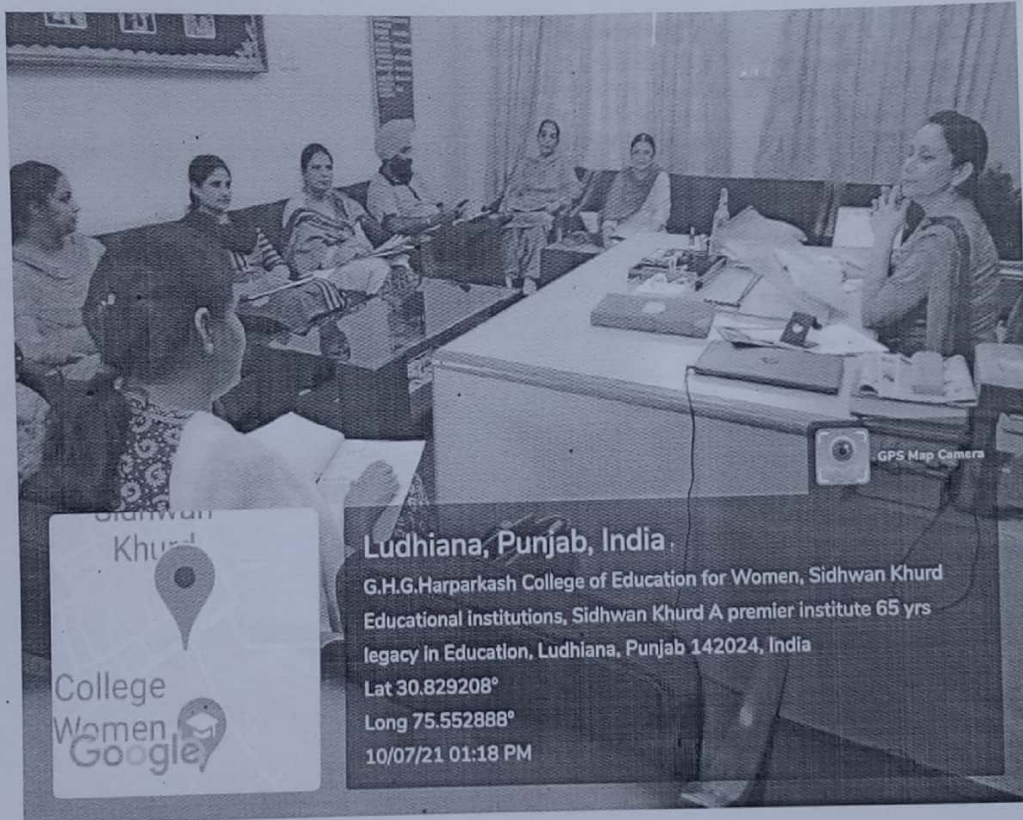 GPS Map Camera
Sidhwan
Khurd
College
Women
Google
Ludhiana, Punjab, India
G.H.G.Harparkash College of Education for Women, Sidhwan Khurd
Educational institutions, Sidhwan Khurd A premier institute 65 yrs
legacy in Education, Ludhiana, Punjab 142024, India
Lat 30.829208°
Long 75.552888°
10/07/21 01:18 PM